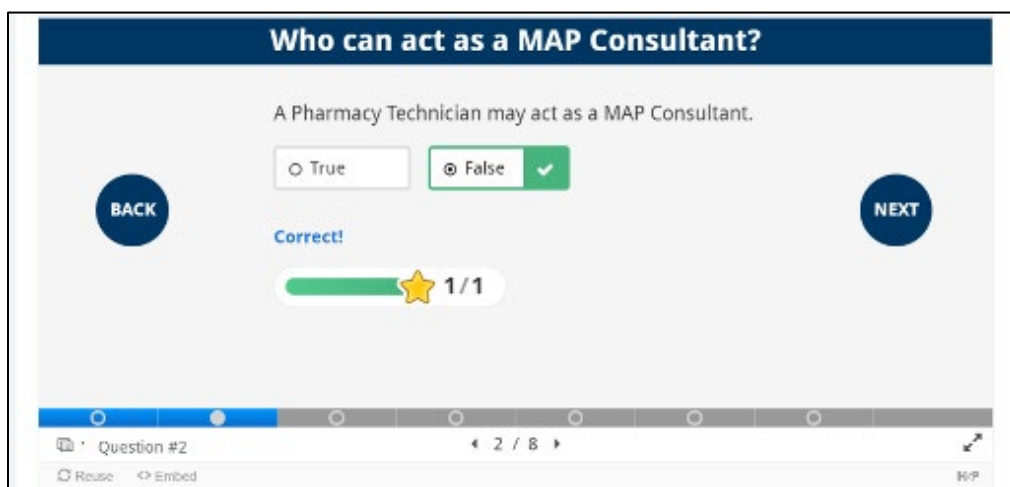 Who can act as a MAP Consultant?
A Pharmacy Technician may act as a MAP Consultant.
True
False
BACK
NEXT
Correct!
1/1
Question #2
2 / 8
Reuse <> Embed
H-P